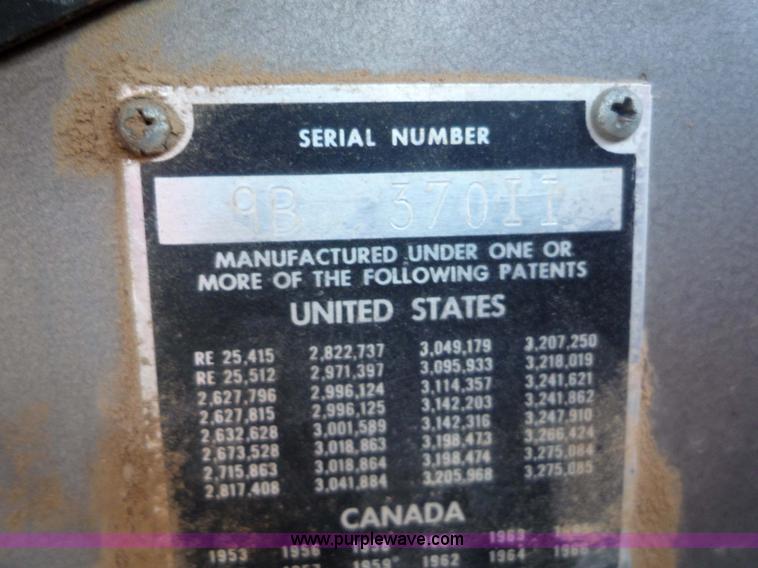 SERIAL NUMBER
9B 37011
MANUFACTURED UNDER ONE OR
MORE OF THE FOLLOWING PATENTS
UNITED STATES
RE 25,415 2,822,737 3,049,179 3,207,250
RE 25,512 2,971,397 3,095,933 3,218,019
2,627,796 2,996,124 3,114,357 3,241,621
2,627,815 2,996,125 3,142,203 3,241,862
2,632,628 3,001,589 3,142,316 3,247,910
2,673,528 3,018,863 3,198,473 3,266,424
2,715,863 3,018,864 3,198,474 3,275,084
2,817,408 3,041,884 3,205,968 3,275,085
CANADA
1953 1956 1963
1959 1962 1964 1966
www.purplewave.com